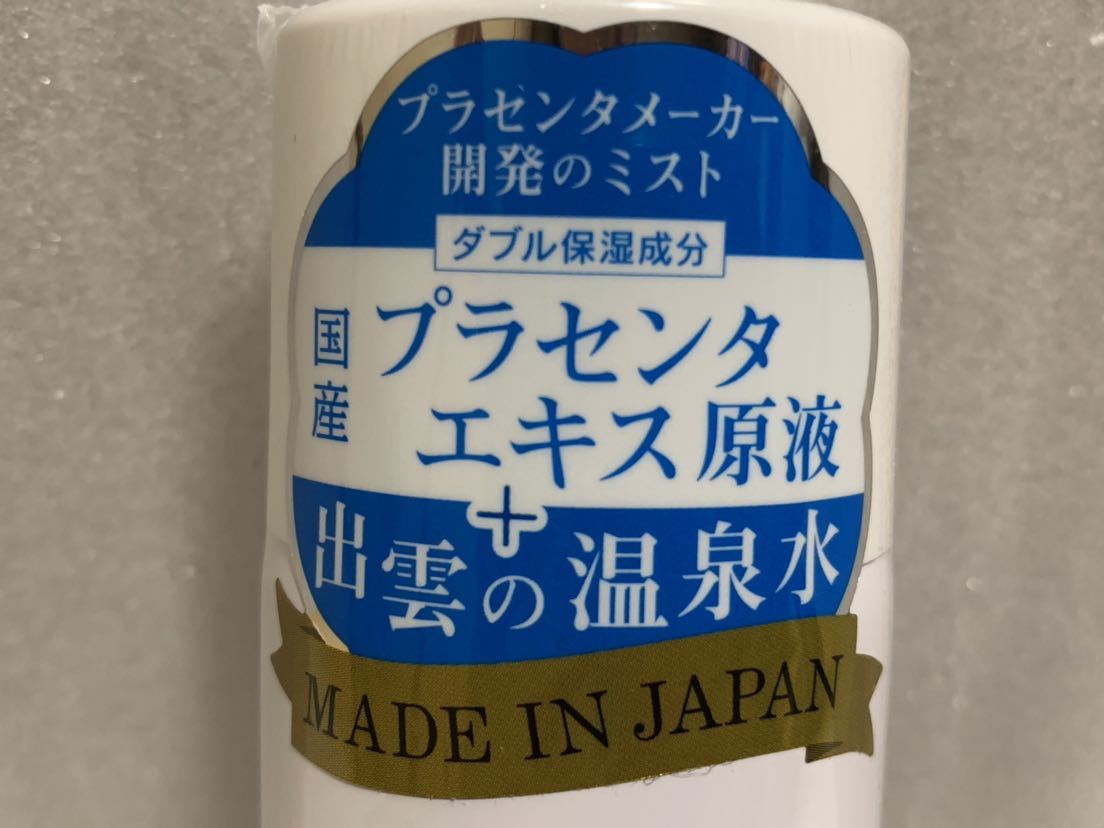 プラセンタメーカー
開発のミスト
ダブル保湿成分
国産
プラセンタ
エキス原液
+
出雲の温泉水
MADE IN JAPAN